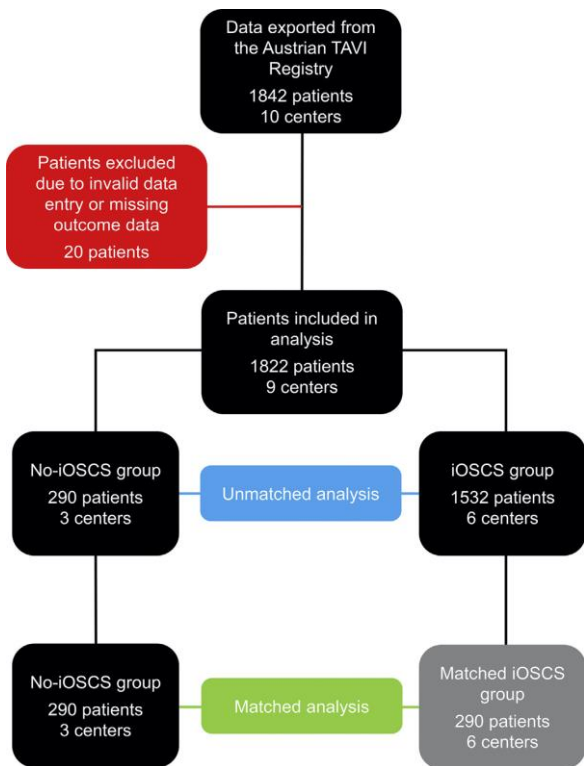 Data exported from
the Austrian TAVI
Registry
1842 patients
10 centers
Patients excluded
due to invalid data
entry or missing
outcome data
20 patients
Patients included in
analysis
1822 patients
9 centers
No-iOSCS group
290 patients
3 centers
Unmatched analysis
iOSCS group
1532 patients
6 centers
No-iOSCS group
290 patients
3 centers
Matched analysis
Matched iOSCS
group
290 patients
6 centers